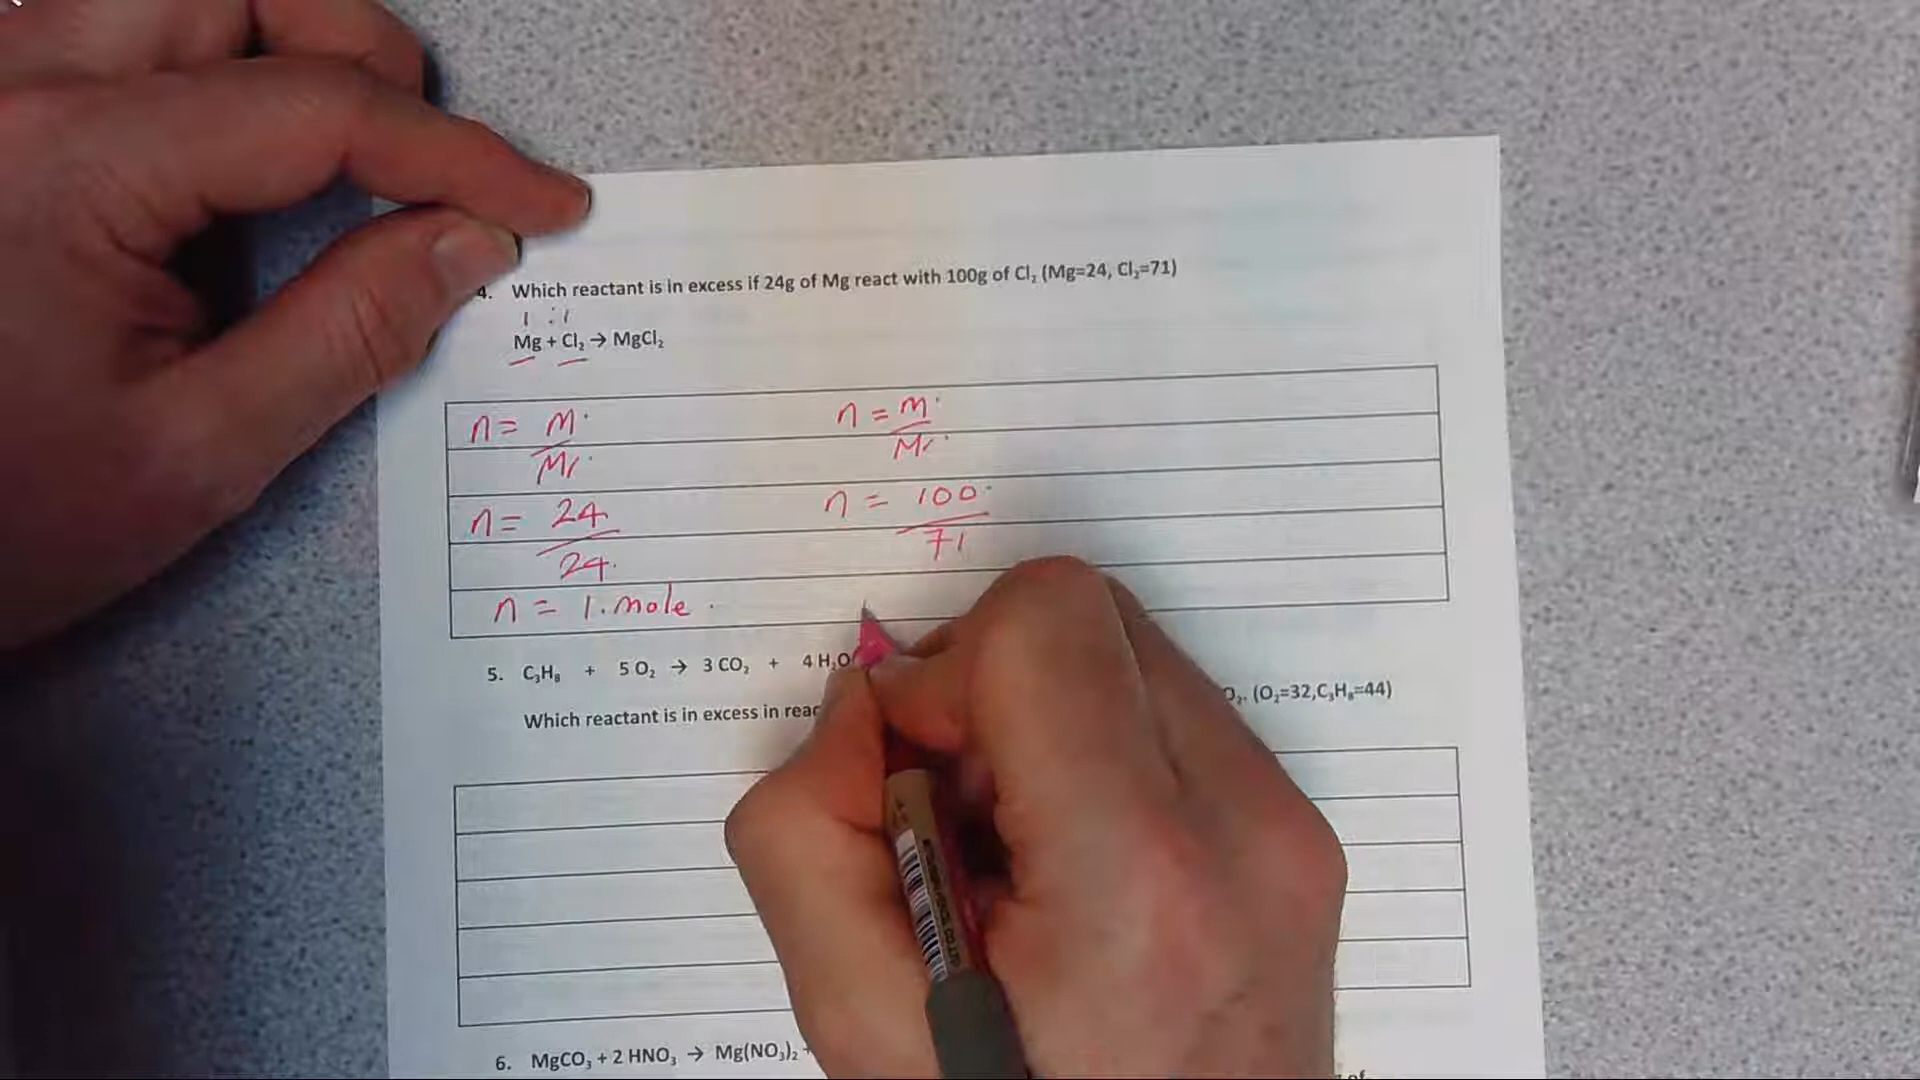 4. Which reactant is in excess if 24g of Mg react with 100g of Cl₂ (Mg=24, Cl₂=71)
1 : 1
Mg + Cl₂ → MgCl₂
n = m n = m
Mr Mr
n = 24 n = 100
24 71
n = 1.mole
5. C₃H₈ + 5 O₂ → 3 CO₂ + 4 H₂O
Which reactant is in excess in O₂. (O₂=32,C₃H₈=44)
6. MgCO₃ + 2 HNO₃ → Mg(NO₃)₂ +
of